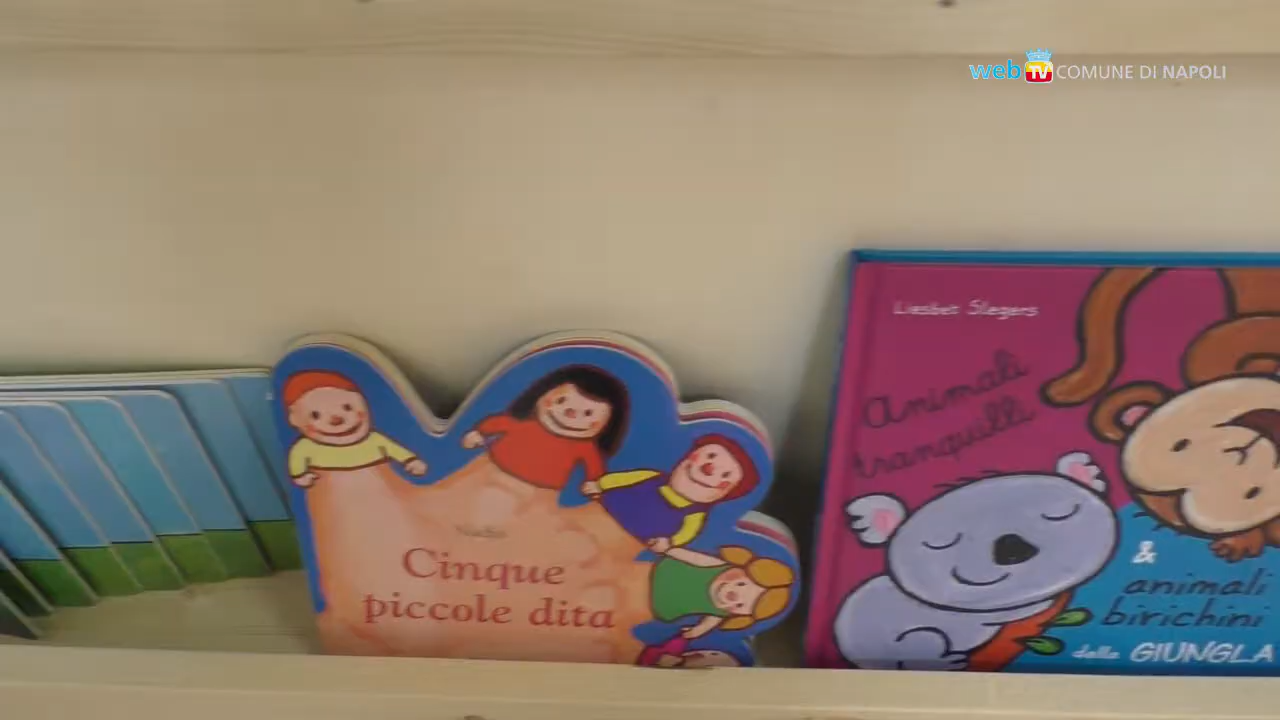 web TV COMUNE DI NAPOLI
Liesbet Slegers
Animali
tranquilli
&
animali
birichini
della GIUNGLA
Cinque
piccole dita